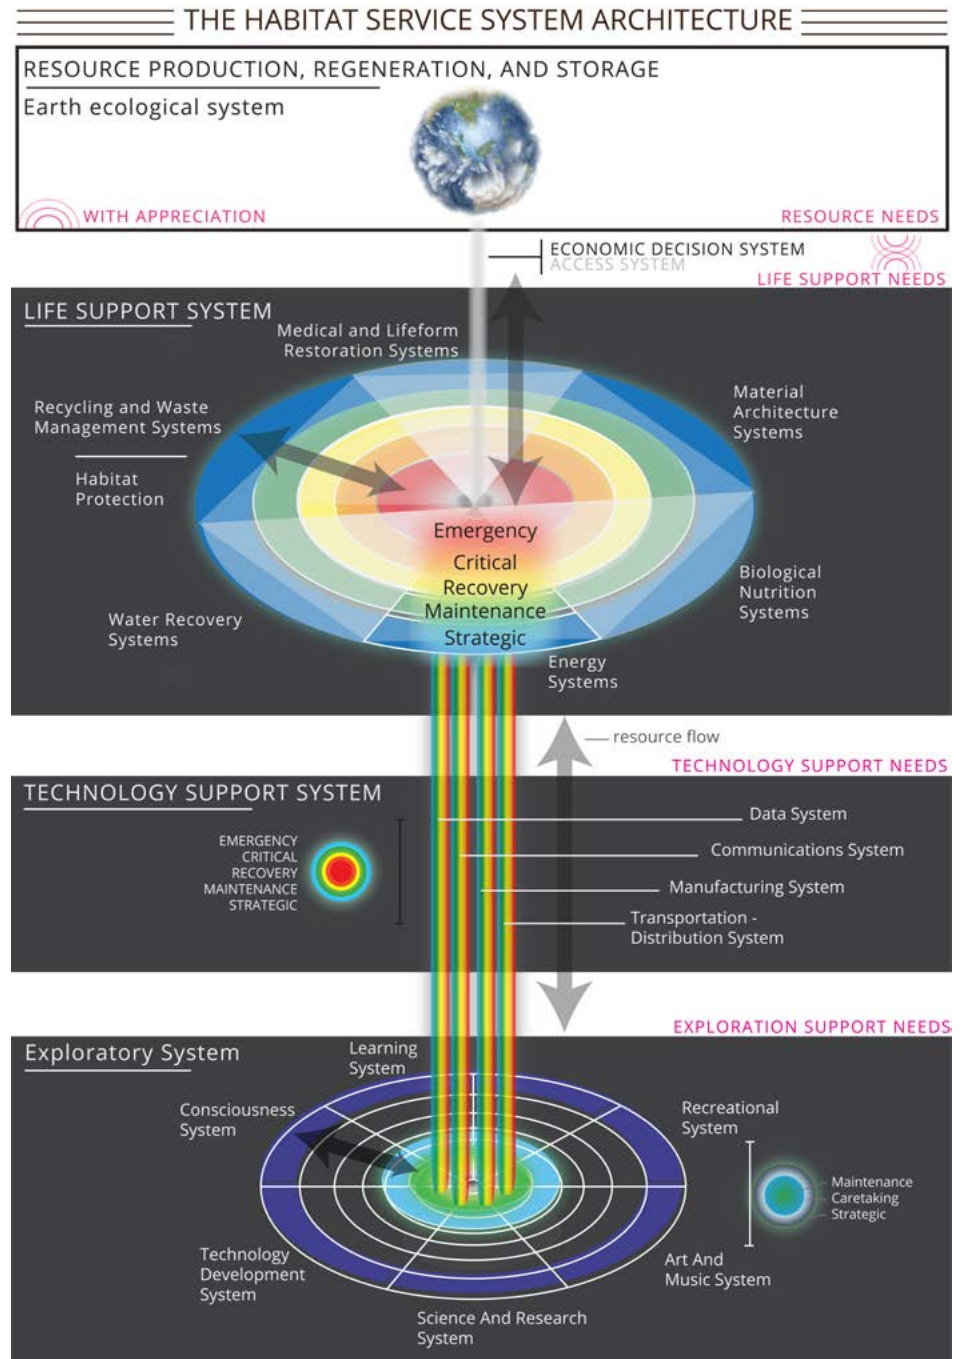 THE HABITAT SERVICE SYSTEM ARCHITECTURE
RESOURCE PRODUCTION, REGENERATION, AND STORAGE
Earth ecological system
WITH APPRECIATION
RESOURCE NEEDS
ECONOMIC DECISION SYSTEM
ACCESS SYSTEM
LIFE SUPPORT NEEDS
LIFE SUPPORT SYSTEM
Medical and Lifeform
Restoration Systems
Material
Architecture
Systems
Recycling and Waste
Management Systems
Habitat
Protection
Emergency
Critical
Recovery
Maintenance
Strategic
Biological
Nutrition
Systems
Water Recovery
Systems
Energy
Systems
resource flow
TECHNOLOGY SUPPORT NEEDS
TECHNOLOGY SUPPORT SYSTEM
EMERGENCY
CRITICAL
RECOVERY
MAINTENANCE
STRATEGIC
Data System
Communications System
Manufacturing System
Transportation -
Distribution System
EXPLORATION SUPPORT NEEDS
Exploratory System
Learning
System
Consciousness
System
Recreational
System
Maintenance
Caretaking
Strategic
Technology
Development
System
Art And
Music System
Science And Research
System